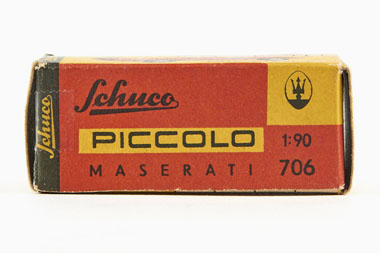 Schuco
Schuco
PICCOLO
1:90
MASERATI 706